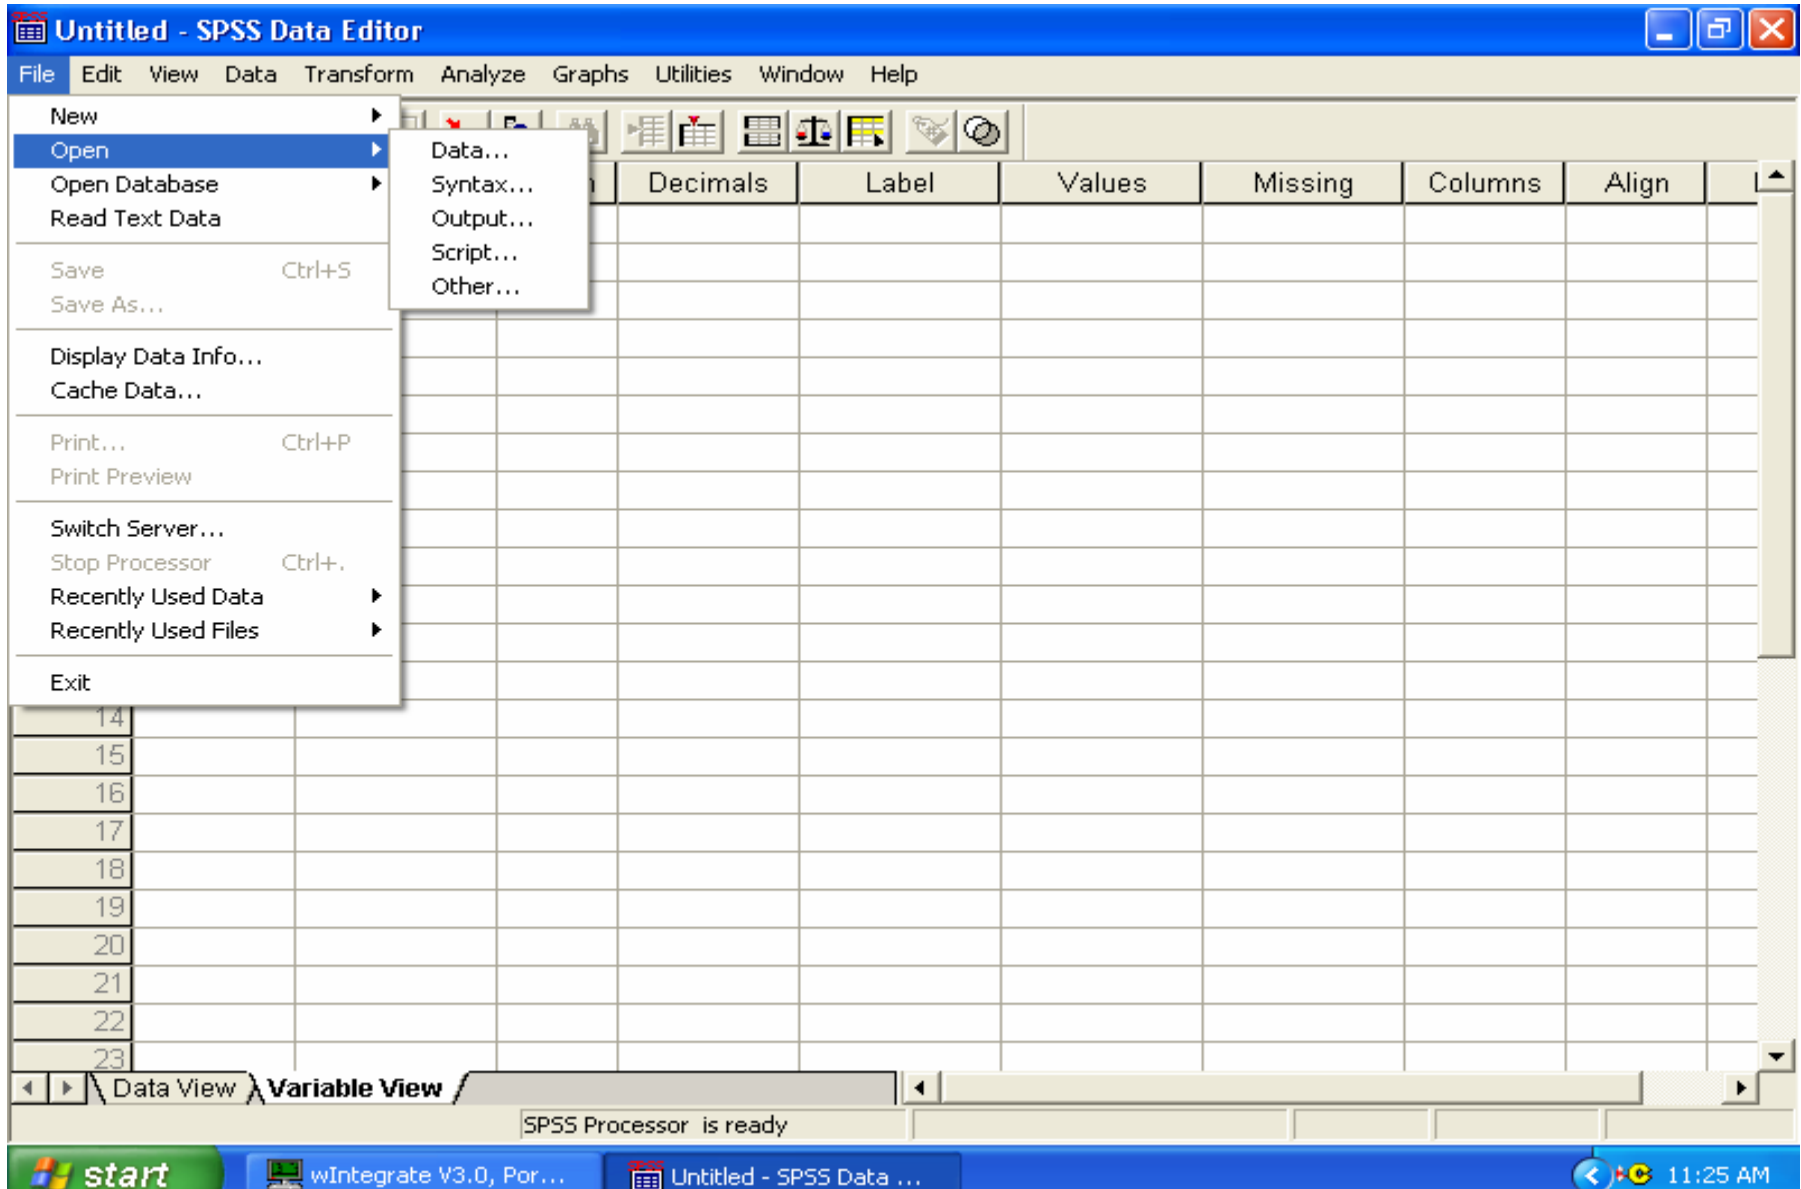 Untitled - SPSS Data Editor
File Edit View Data Transform Analyze Graphs Utilities Window Help
New
Open
Open Database
Read Text Data
Save Ctrl+S
Save As...
Display Data Info...
Cache Data...
Print... Ctrl+P
Print Preview
Switch Server...
Stop Processor Ctrl+.
Recently Used Data
Recently Used Files
Exit
Data...
Syntax...
Output...
Script...
Other...
Decimals Label Values Missing Columns Align
14
15
16
17
18
19
20
21
22
23
Data View Variable View
SPSS Processor is ready
start wIntegrate V3.0, Por... Untitled - SPSS Data ... 11:25 AM